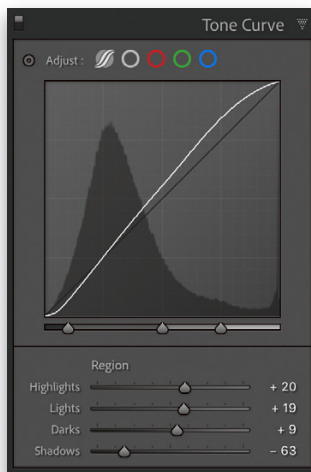 Tone Curve
Adjust :
Region
Highlights + 20
Lights + 19
Darks + 9
Shadows − 63